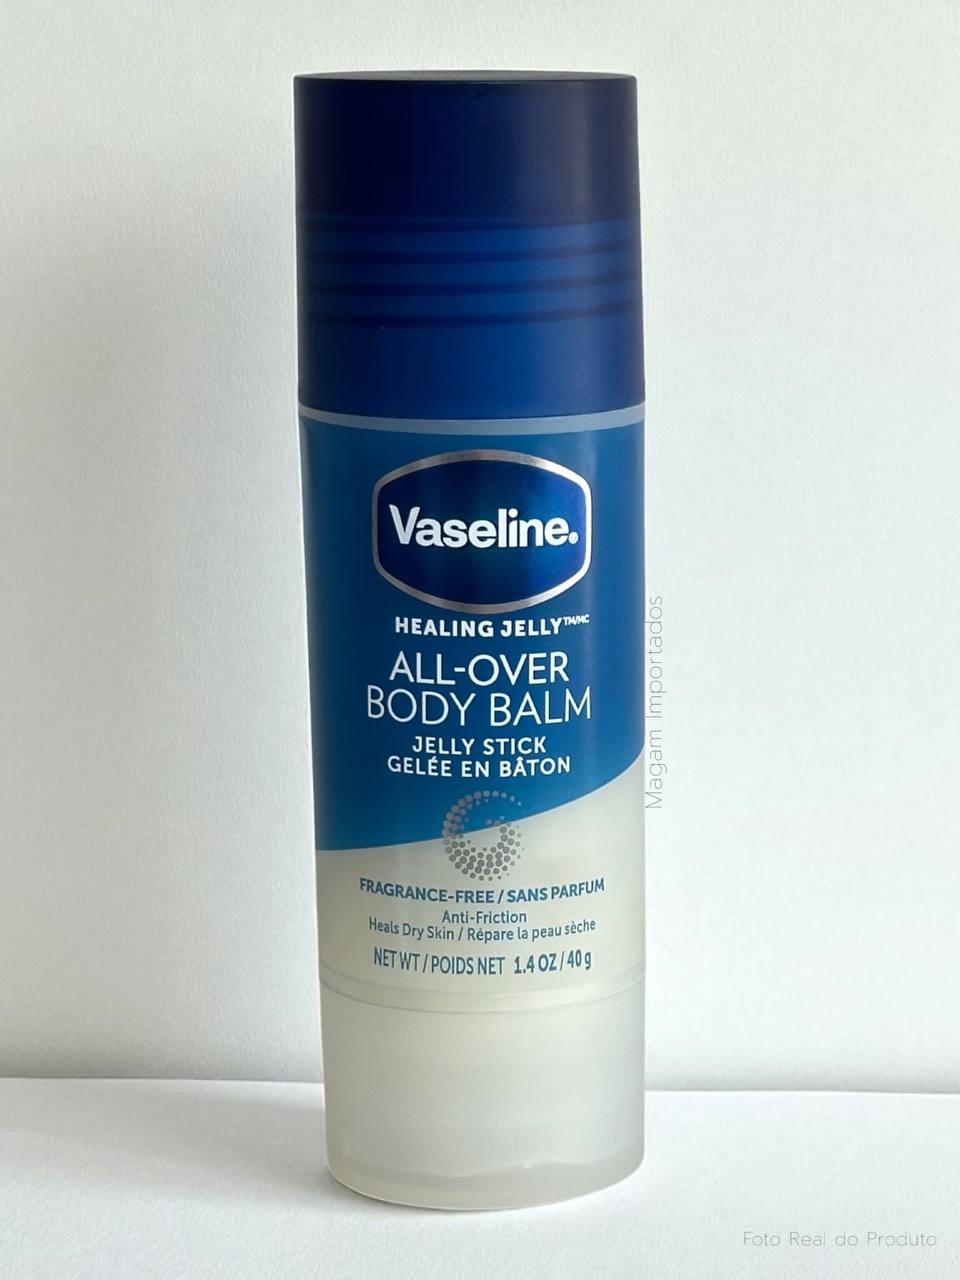 Vaseline®
HEALING JELLY™/MC
ALL-OVER
BODY BALM
JELLY STICK
GELÉE EN BÂTON
FRAGRANCE-FREE / SANS PARFUM
Anti-Friction
Heals Dry Skin / Répare la peau sèche
NET WT / POIDS NET 1.4 OZ / 40 g
Magam Importados
Foto Real do Produto